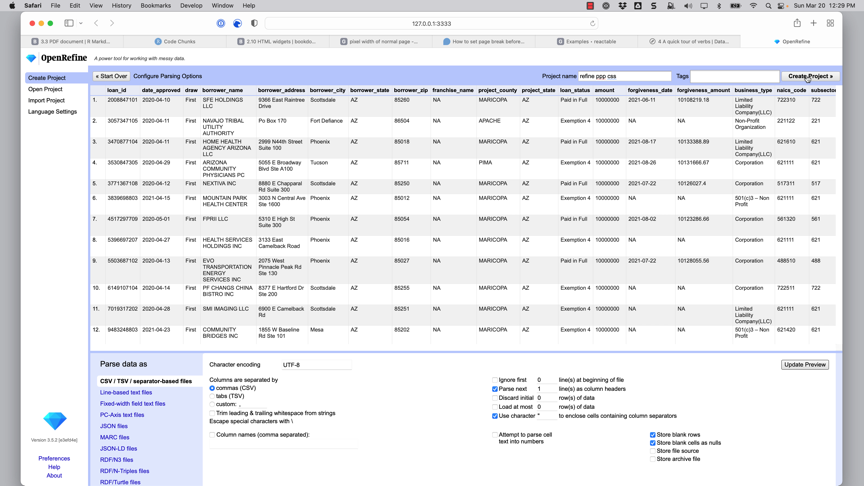 Safari File Edit View History Bookmarks Develop Window Help Sun Mar 20 12:29 PM
127.0.0.1:3333
3.3 PDF document | R Markd... Code Chunks 2.10 HTML widgets | bookdo... pixel width of normal page -... How to set page break before... Examples – reactable 4 A quick tour of verbs | Data... OpenRefine
OpenRefine A power tool for working with messy data.
Create Project
Open Project
Import Project
Language Settings
« Start Over Configure Parsing Options Project name refine ppp css Tags Create Project »
loan_id date_approved draw borrower_name borrower_address borrower_city borrower_state borrower_zip franchise_name project_county project_state loan_status amount forgiveness_date forgiveness_amount business_type naics_code subsector
1. 2008847101 2020-04-10 First SFE HOLDINGS LLC 9366 East Raintree Drive Scottsdale AZ 85260 NA MARICOPA AZ Paid in Full 10000000 2021-06-11 10108219.18 Limited Liability Company(LLC) 722310 722
2. 3057347105 2020-04-11 First NAVAJO TRIBAL UTILITY AUTHORITY Po Box 170 Fort Defiance AZ 86504 NA APACHE AZ Exemption 4 10000000 NA NA Non-Profit Organization 221122 221
3. 3470877104 2020-04-11 First HOME HEALTH AGENCY ARIZONA LLC 2999 N44th Street Suite 100 Phoenix AZ 85018 NA MARICOPA AZ Paid in Full 10000000 2021-08-17 10133388.89 Limited Liability Company(LLC) 621610 621
4. 3530847305 2020-04-29 First ARIZONA COMMUNITY PHYSICIANS PC 5055 E Broadway Blvd Ste A100 Tucson AZ 85711 NA PIMA AZ Exemption 4 10000000 2021-08-26 10131666.67 Corporation 621111 621
5. 3771367108 2020-04-12 First NEXTIVA INC 8880 E Chapparal Rd Suite 300 Scottsdale AZ 85250 NA MARICOPA AZ Paid in Full 10000000 2021-07-22 10126027.4 Corporation 517311 517
6. 3839698603 2021-04-15 First MOUNTAIN PARK HEALTH CENTER 3003 N Central Ave Ste 1600 Phoenix AZ 85012 NA MARICOPA AZ Exemption 4 10000000 NA NA 501(c)3 – Non Profit 621111 621
7. 4517297709 2020-05-01 First FPRII LLC 5310 E High St Suite 300 Phoenix AZ 85054 NA MARICOPA AZ Paid in Full 10000000 2021-08-02 10123286.66 Corporation 561320 561
8. 5396697207 2020-04-27 First HEALTH SERVICES HOLDINGS INC 3133 East Camelback Road Phoenix AZ 85016 NA MARICOPA AZ Exemption 4 10000000 NA NA Corporation 621111 621
9. 5503687102 2020-04-13 First EVO TRANSPORTATION ENERGY SERVICES INC 2075 West Pinnacle Peak Rd Ste 130 Phoenix AZ 85027 NA MARICOPA AZ Paid in Full 10000000 2021-07-22 10128055.56 Corporation 488510 488
10. 6149107104 2020-04-14 First PF CHANGS CHINA BISTRO INC 8377 E Hartford Dr Ste 200 Scottsdale AZ 85255 NA MARICOPA AZ Exemption 4 10000000 NA NA Corporation 722511 722
11. 7019317202 2020-04-28 First SMI IMAGING LLC 6900 E Camelback Rd Scottsdale AZ 85251 NA MARICOPA AZ Exemption 4 10000000 NA NA Limited Liability Company(LLC) 621111 621
12. 9483248803 2021-04-23 First COMMUNITY BRIDGES INC 1855 W Baseline Rd Ste 101 Mesa AZ 85202 NA MARICOPA AZ Exemption 4 10000000 NA NA 501(c)3 – Non Profit 621420 621
Parse data as Character encoding UTF-8 Update Preview
CSV / TSV / separator-based files
Line-based text files
Fixed-width field text files
PC-Axis text files
JSON files
MARC files
JSON-LD files
RDF/N3 files
RDF/N-Triples files
RDF/Turtle files
Columns are separated by
commas (CSV)
tabs (TSV)
custom: ,
Trim leading & trailing whitespace from strings
Escape special characters with \
Column names (comma separated):
Ignore first 0 line(s) at beginning of file
Parse next 1 line(s) as column headers
Discard initial 0 row(s) of data
Load at most 0 row(s) of data
Use character " to enclose cells containing column separators
Attempt to parse cell text into numbers
Store blank rows
Store blank cells as nulls
Store file source
Store archive file
Preferences
Help
About